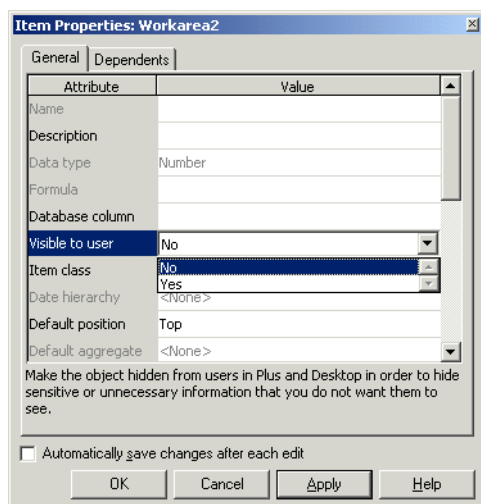 Item Properties: Workarea2
General Dependents
Attribute Value
Name
Description
Data type Number
Formula
Database column
Visible to user No
No
Item class
Yes
Date hierarchy <None>
Default position Top
Default aggregate <None>
Make the object hidden from users in Plus and Desktop in order to hide
sensitive or unnecessary information that you do not want them to
see.
Automatically save changes after each edit
OK Cancel Apply Help